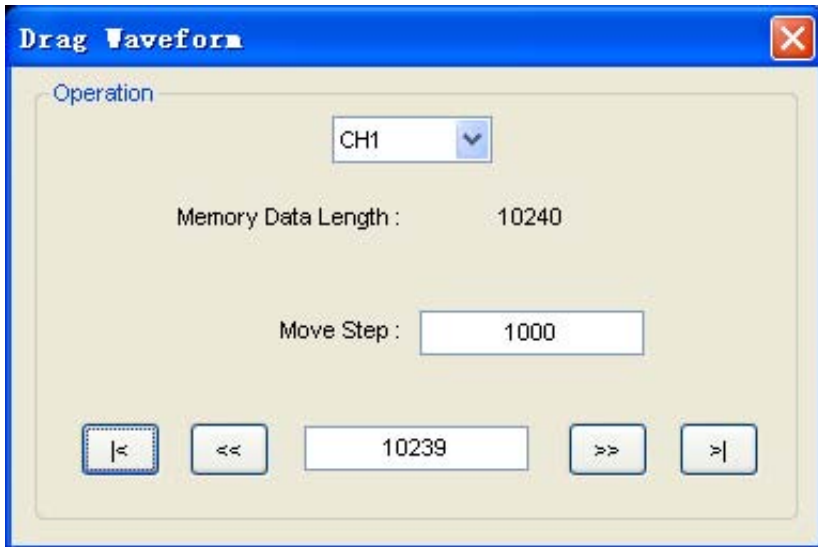 Drag Waveform
Operation
CH1
Memory Data Length : 10240
Move Step : 1000
|< << 10239 >> >|